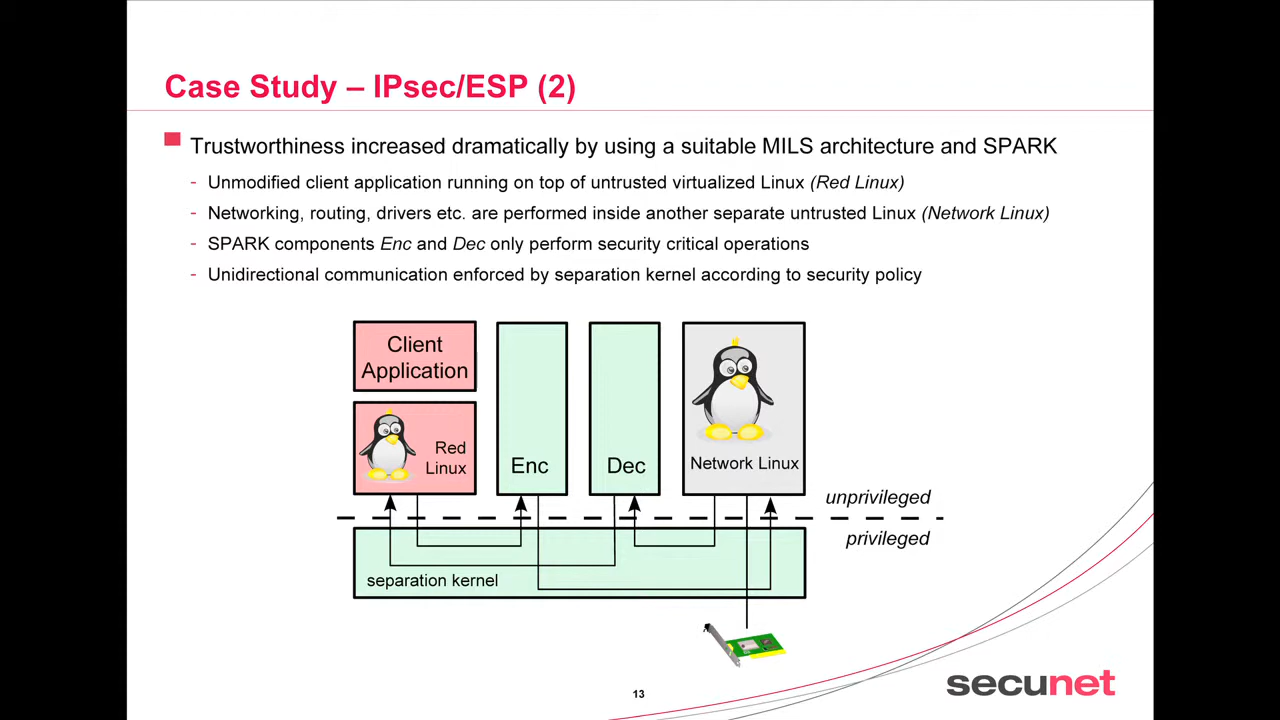 Case Study – IPsec/ESP (2)
Trustworthiness increased dramatically by using a suitable MILS architecture and SPARK
- Unmodified client application running on top of untrusted virtualized Linux (Red Linux)
- Networking, routing, drivers etc. are performed inside another separate untrusted Linux (Network Linux)
- SPARK components Enc and Dec only perform security critical operations
- Unidirectional communication enforced by separation kernel according to security policy
Client
Application
Red
Linux
Enc
Dec
Network Linux
unprivileged
privileged
separation kernel
13
secunet